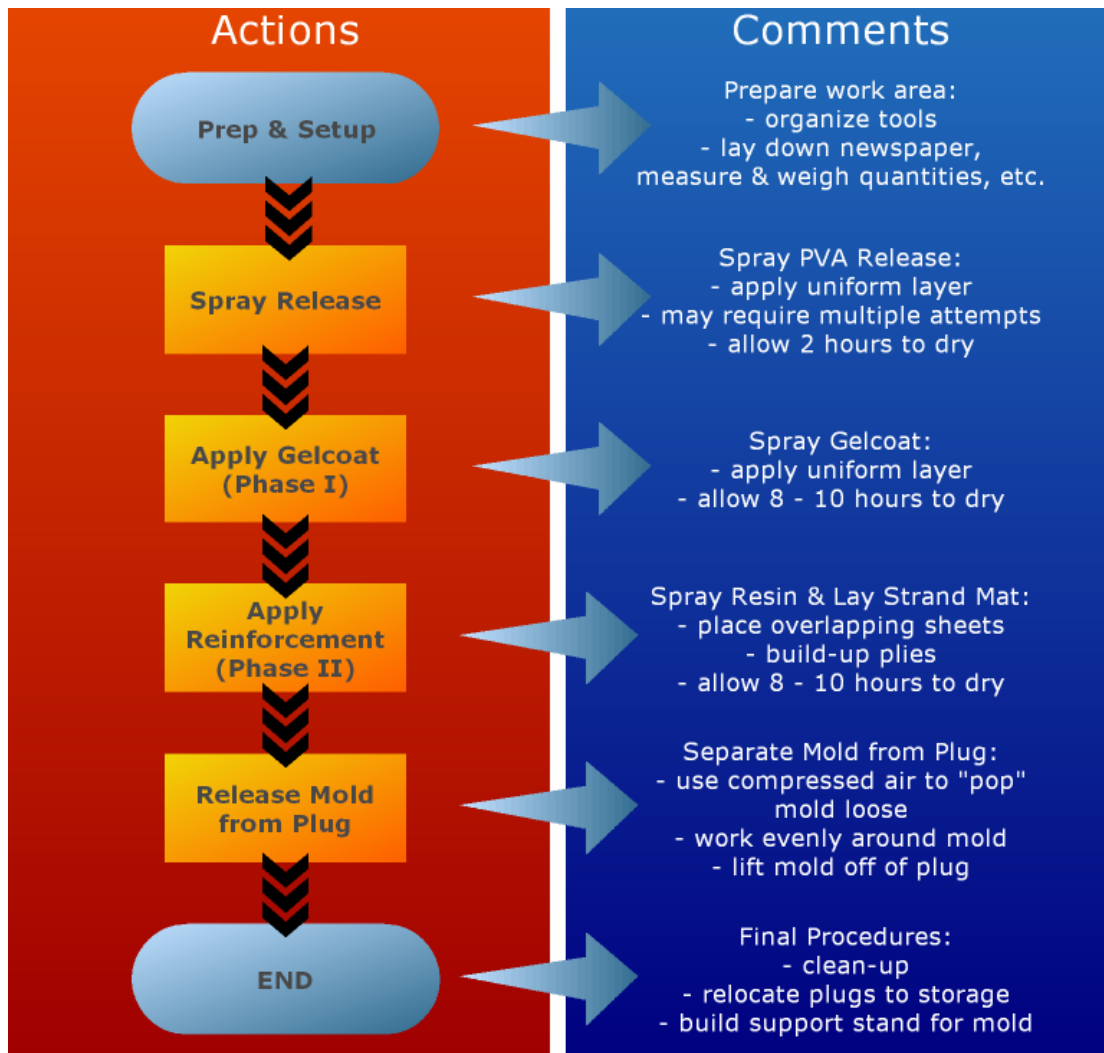 Actions
Comments
Prep & Setup
Prepare work area:
- organize tools
- lay down newspaper,
measure & weigh quantities, etc.
Spray Release
Spray PVA Release:
- apply uniform layer
- may require multiple attempts
- allow 2 hours to dry
Apply Gelcoat
(Phase I)
Spray Gelcoat:
- apply uniform layer
- allow 8 - 10 hours to dry
Apply
Reinforcement
(Phase II)
Spray Resin & Lay Strand Mat:
- place overlapping sheets
- build-up plies
- allow 8 - 10 hours to dry
Release Mold
from Plug
Separate Mold from Plug:
- use compressed air to "pop"
mold loose
- work evenly around mold
- lift mold off of plug
END
Final Procedures:
- clean-up
- relocate plugs to storage
- build support stand for mold